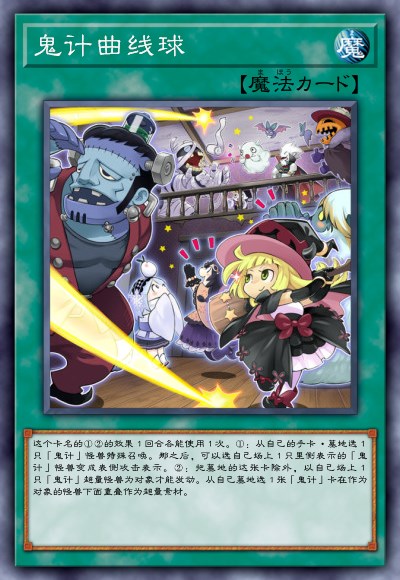 鬼计曲线球
魔
【魔法カード】
这个卡名的①②的效果1回合各能使用1次。①：从自己的手卡・墓地选1
只「鬼计」怪兽特殊召唤。那之后，可以选自己场上1只里侧表示的「鬼
计」怪兽变成表侧攻击表示。②：把墓地的这张卡除外，以自己场上1
只「鬼计」超量怪兽为对象才能发动。从自己墓地选1张「鬼计」卡在作为
对象的怪兽下面重叠作为超量素材。